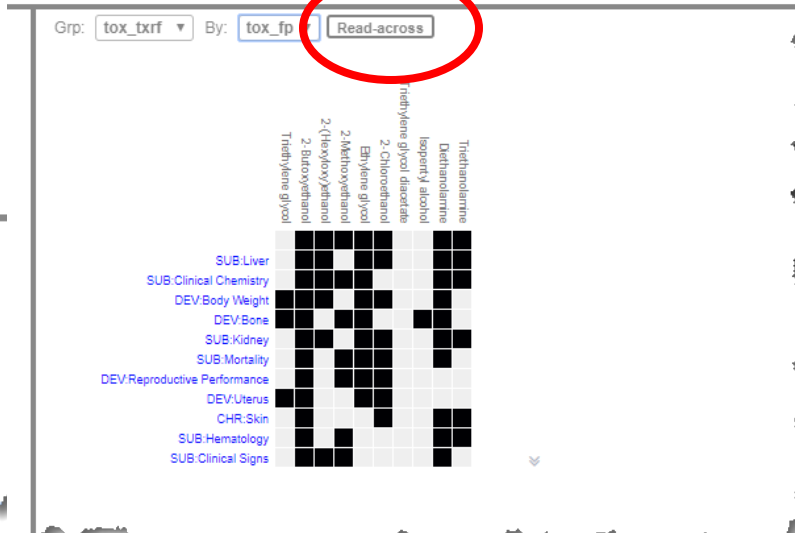 Grp: tox_txrf ▼ By: tox_fp Read-across
Triethylene glycol
2-Butoxyethanol
2-(Hexyloxy)ethanol
2-Methoxyethanol
Ethylene glycol
2-Chloroethanol
Triethylene glycol diacetate
Isopentyl alcohol
Diethanolamine
Triethanolamine
SUB:Liver
SUB:Clinical Chemistry
DEV:Body Weight
DEV:Bone
SUB:Kidney
SUB:Mortality
DEV:Reproductive Performance
DEV:Uterus
CHR:Skin
SUB:Hematology
SUB:Clinical Signs